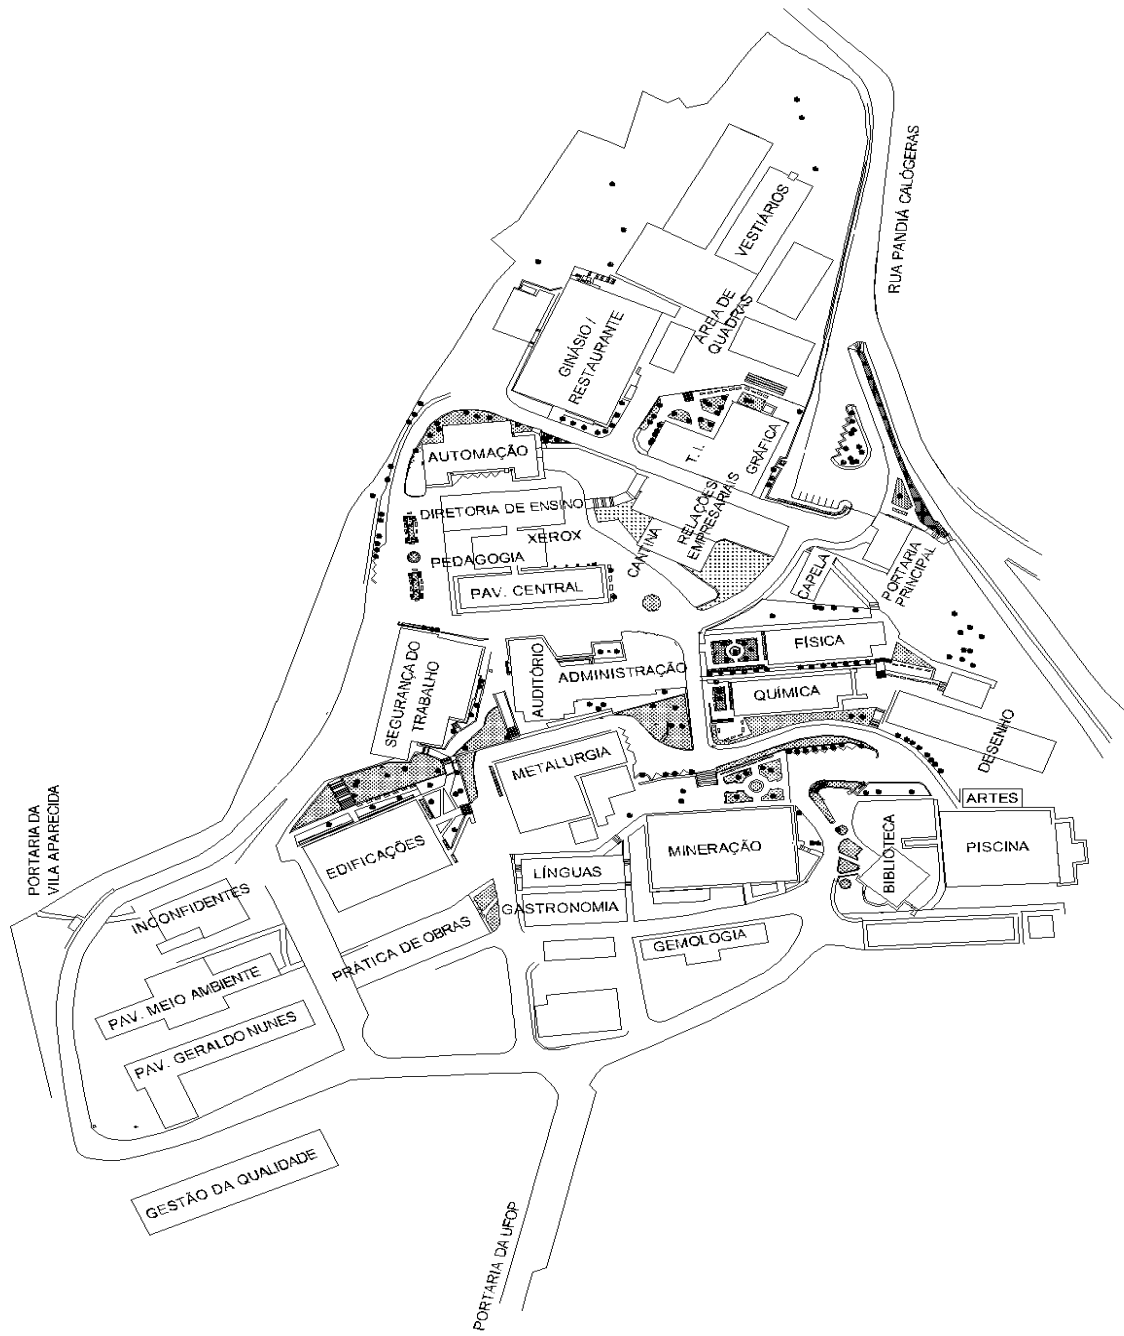 RUA PANDIÁ CALÓGERAS
VESTIÁRIOS
ÁREA DE
QUADRAS
GINÁSIO /
RESTAURANTE
AUTOMAÇÃO
T. I.
GRÁFICA
DIRETORIA DE ENSINO
RELAÇÕES
EMPRESARIAIS
XEROX
CANTINA
PEDAGOGIA
PAV. CENTRAL
CAPELA
PORTARIA
PRINCIPAL
FÍSICA
SEGURANÇA DO
TRABALHO
AUDITÓRIO
ADMINISTRAÇÃO
QUÍMICA
DESENHO
METALURGIA
ARTES
PORTARIA DA
VILA APARECIDA
EDIFICAÇÕES
LÍNGUAS
MINERAÇÃO
BIBLIOTECA
PISCINA
INCONFIDENTES
GASTRONOMIA
PRÁTICA DE OBRAS
GEMOLOGIA
PAV. MEIO AMBIENTE
PAV. GERALDO NUNES
GESTÃO DA QUALIDADE
PORTARIA DA UFOP